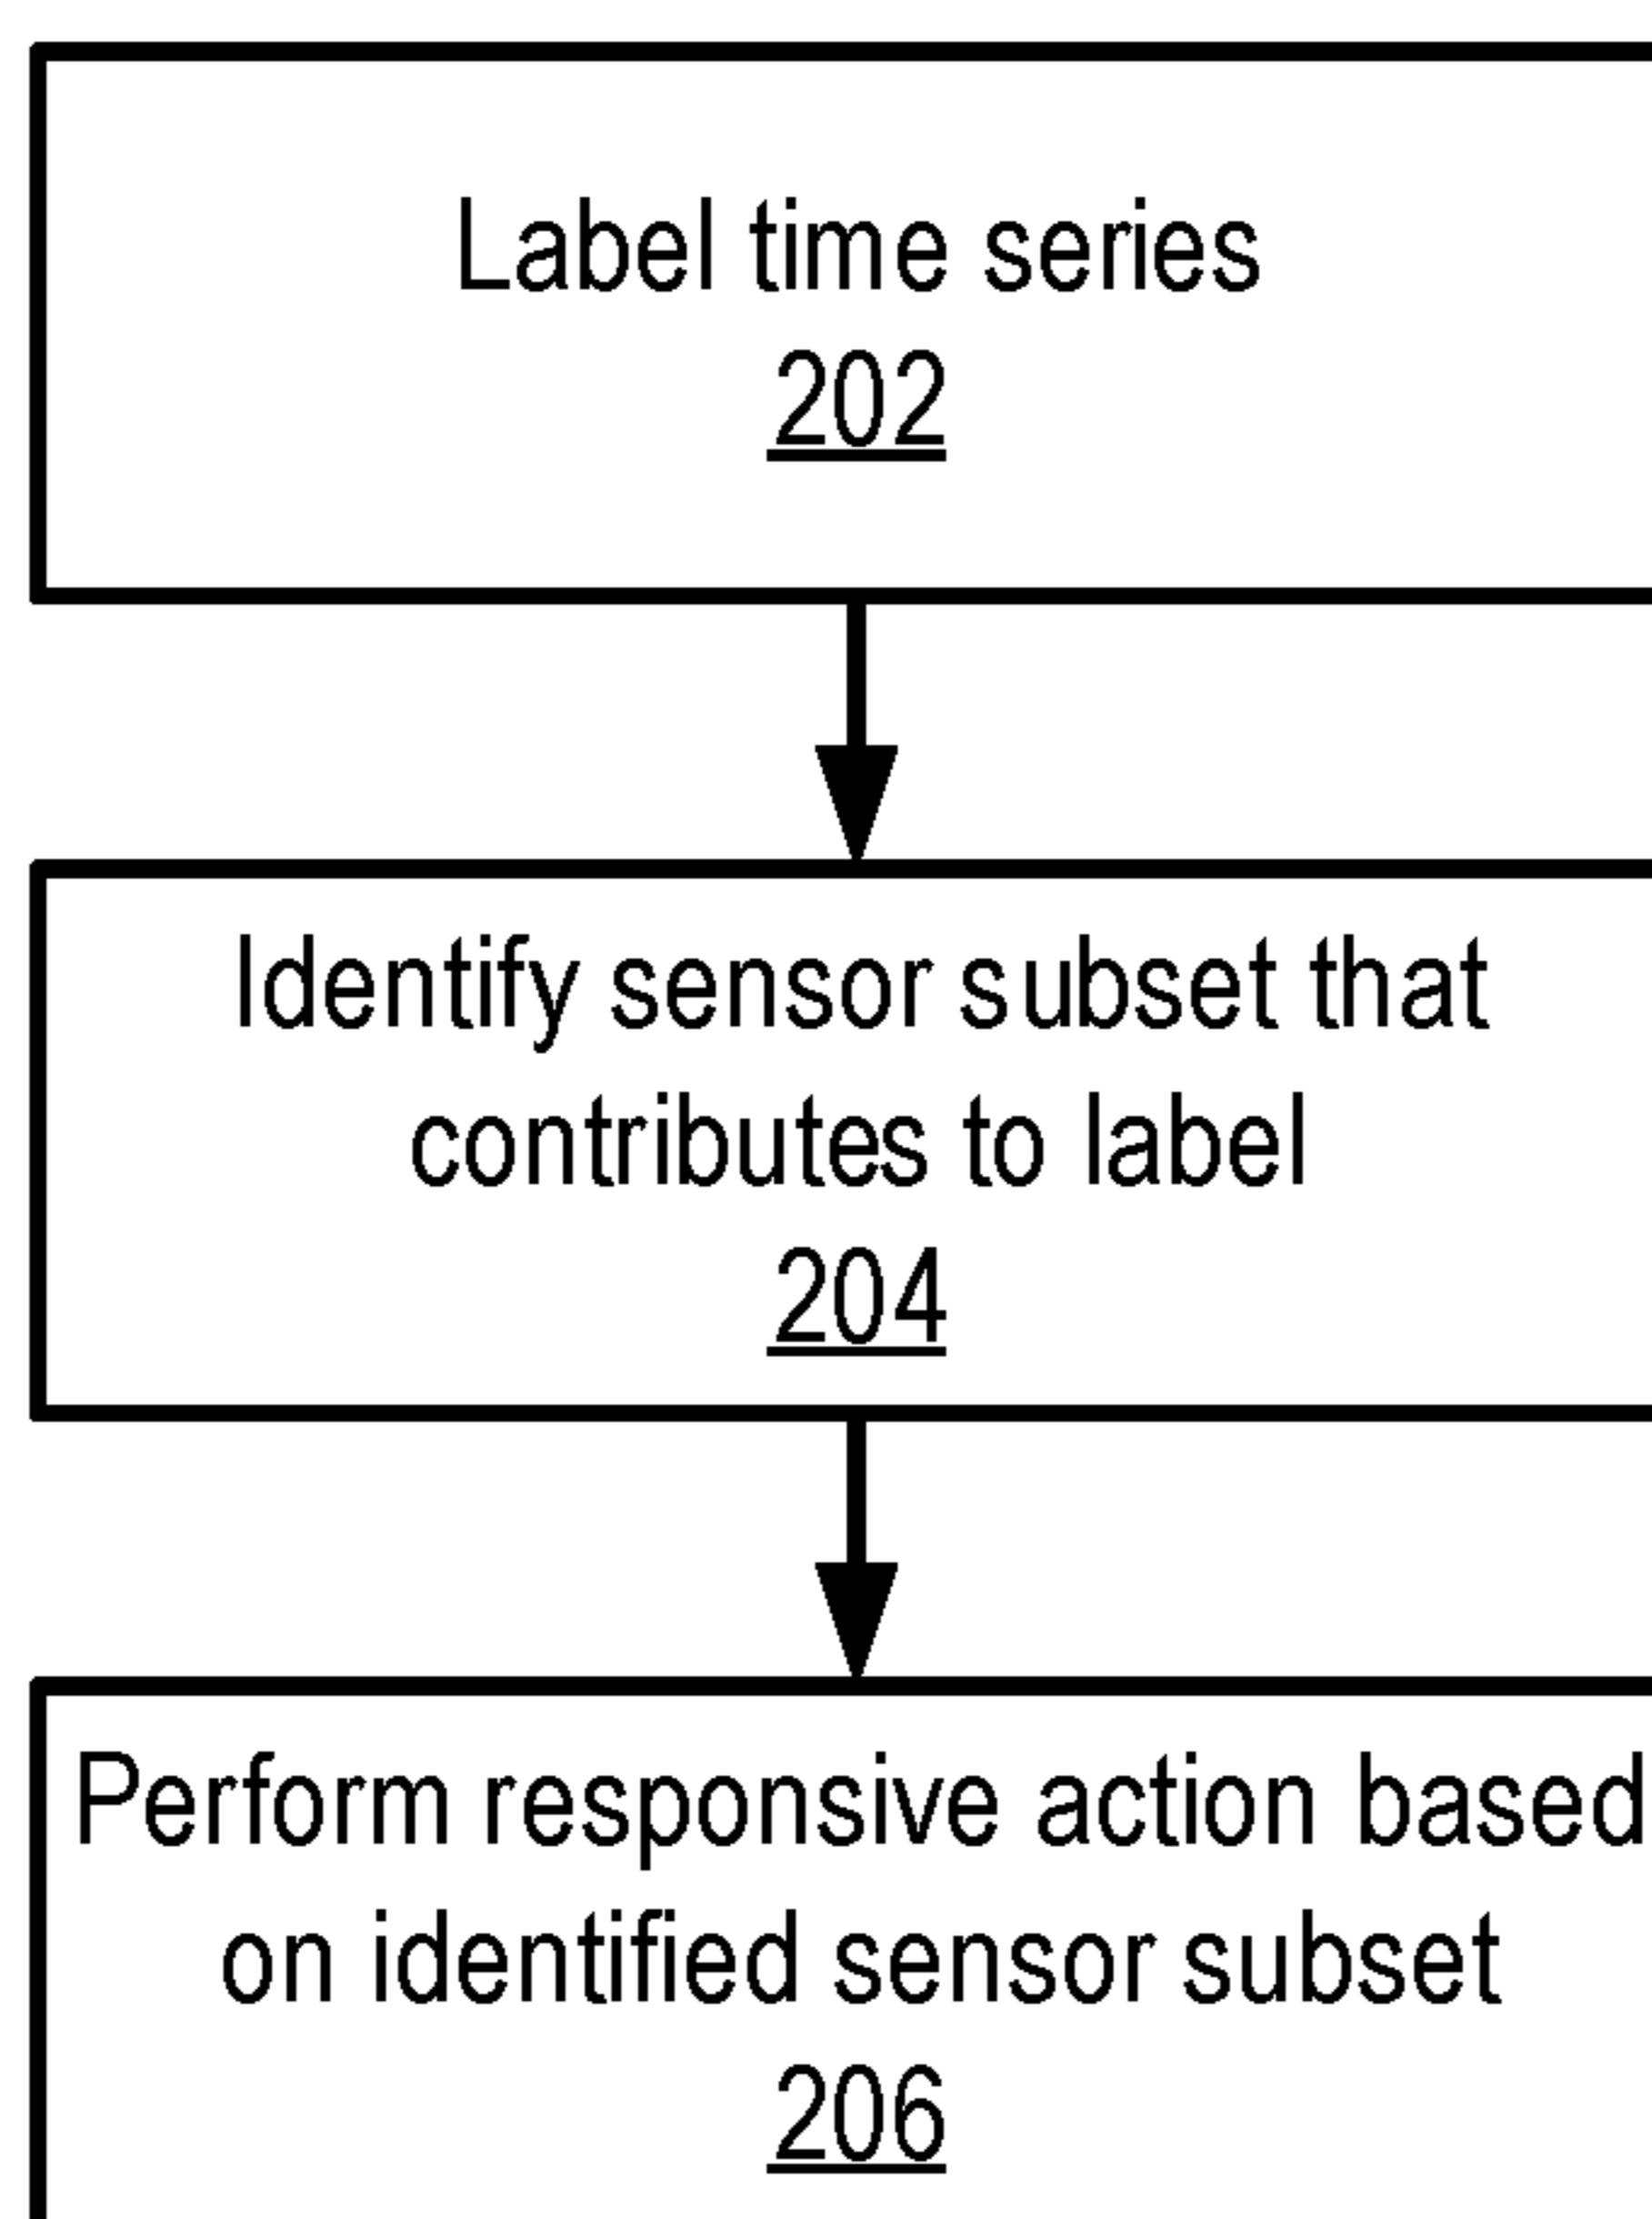 Label time series
202
Identify sensor subset that
contributes to label
204
Perform responsive action based
on identified sensor subset
206